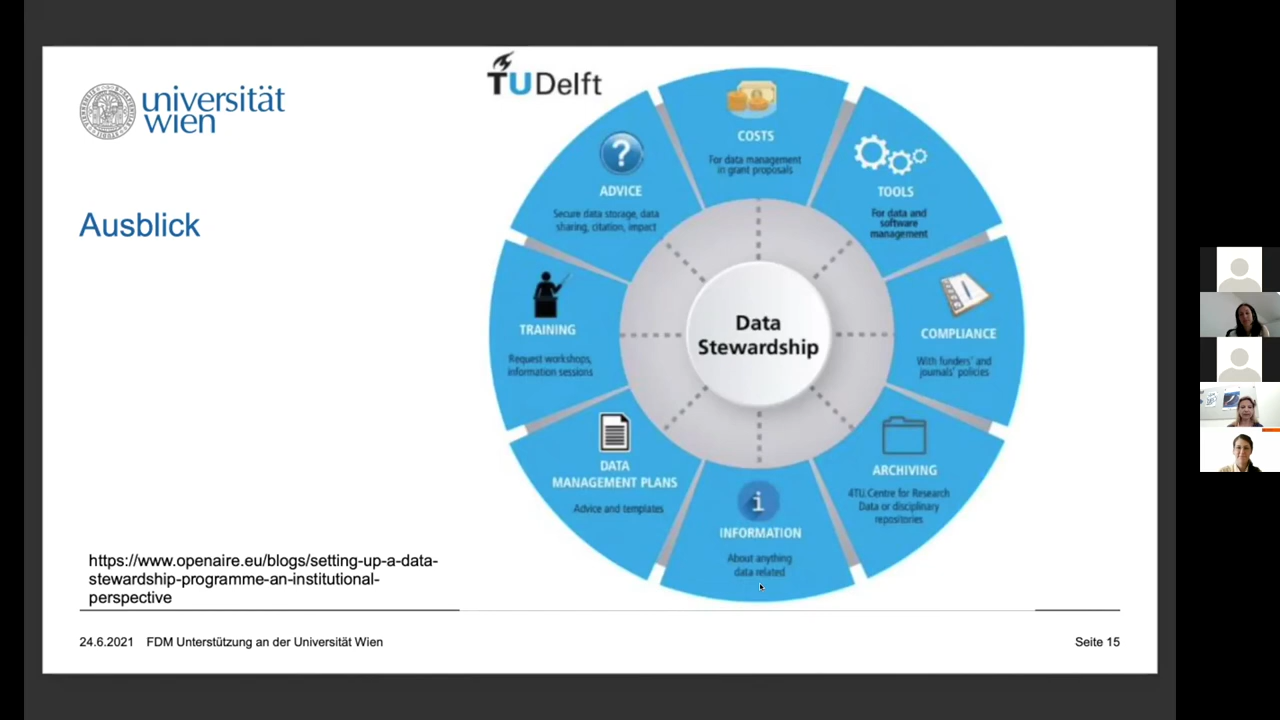 universität
wien
TUDelft
Ausblick
COSTS
For data management
in grant proposals
TOOLS
For data and
software
management
COMPLIANCE
With funders' and
journals' policies
ARCHIVING
4TU.Centre for Research
Data or disciplinary
repositories
INFORMATION
About anything
data related
DATA
MANAGEMENT PLANS
Advice and templates
TRAINING
Request workshops,
information sessions
ADVICE
Secure data storage, data
sharing, citation, impact
Data
Stewardship
https://www.openaire.eu/blogs/setting-up-a-data-
stewardship-programme-an-institutional-
perspective
24.6.2021 FDM Unterstützung an der Universität Wien
Seite 15